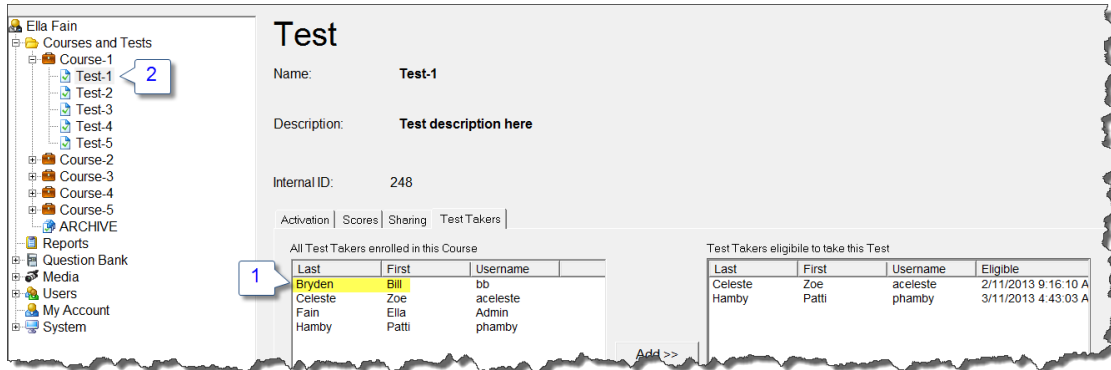 Ella Fain
Courses and Tests
Course-1
Test-1
2
Test-2
Test-3
Test-4
Test-5
Course-2
Course-3
Course-4
Course-5
ARCHIVE
Reports
Question Bank
Media
Users
My Account
System
Test
Name: Test-1
Description: Test description here
Internal ID: 248
Activation Scores Sharing Test Takers
All Test Takers enrolled in this Course
Last First Username
1
Bryden Bill bb
Celeste Zoe aceleste
Fain Ella Admin
Hamby Patti phamby
Add >>
Test Takers eligibile to take this Test
Last First Username Eligible
Celeste Zoe aceleste 2/11/2013 9:16:10 A
Hamby Patti phamby 3/11/2013 4:43:03 A